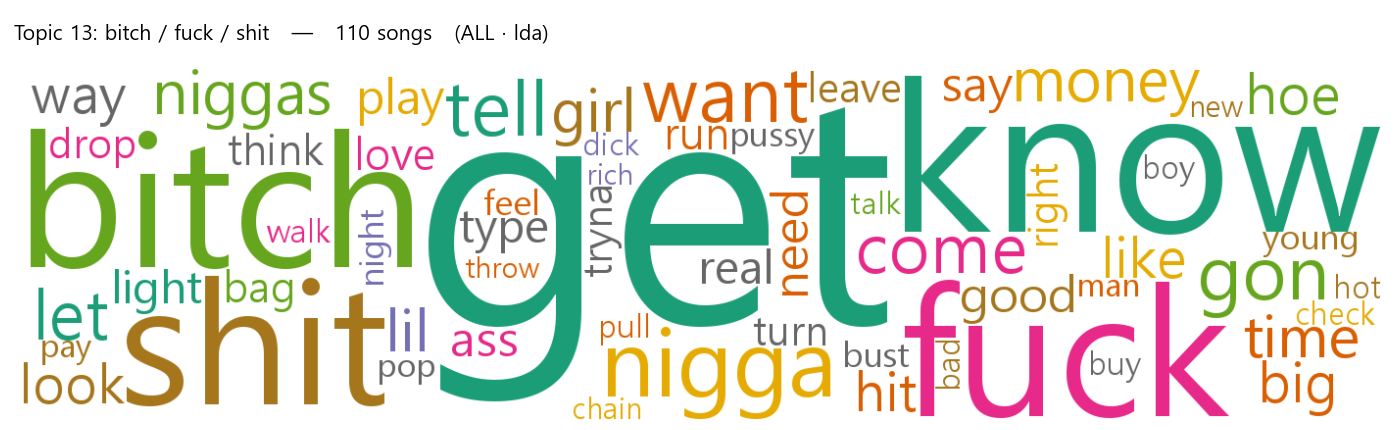 Topic 13: bitch / fuck / shit — 110 songs (ALL · lda)
way niggas play tell girl want leave know say money new hoe
drop think love dick run pussy
bitch get rich boy
walk night feel type throw tryna need talk right
real come like young
let light bag good man gon hot
shit lil ass pull turn fuck check
pay pop nigga bust bad buy time
look chain hit big